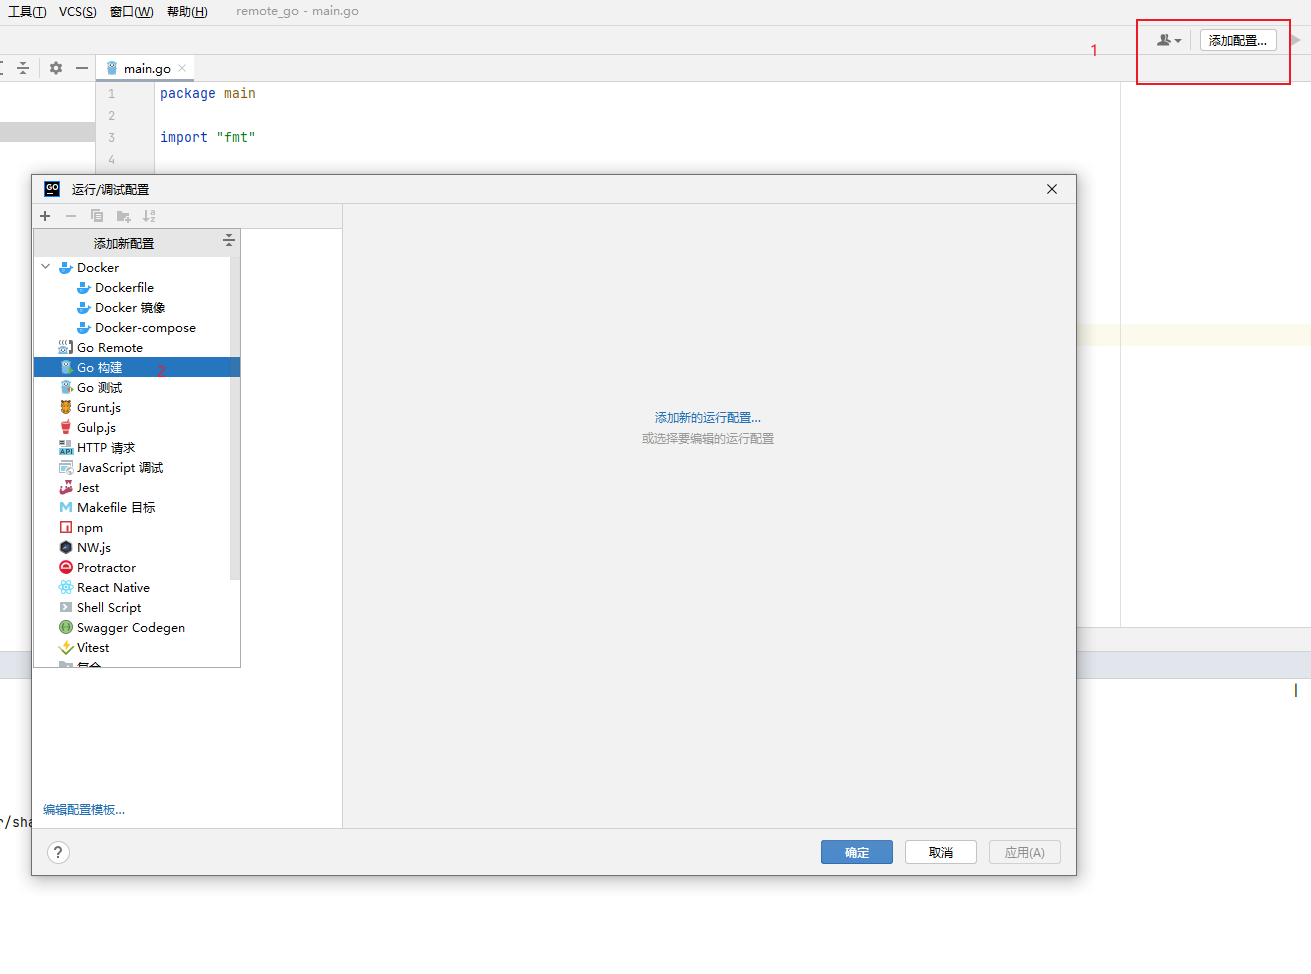 工具(T) VCS(S) 窗口(W) 帮助(H) remote_go - main.go
1 添加配置...
main.go
1 package main
2
3 import "fmt"
4
GO 运行/调试配置
添加新配置
Docker
Dockerfile
Docker 镜像
Docker-compose
Go Remote
Go 构建 2
Go 测试
Grunt.js
Gulp.js
API HTTP 请求
JavaScript 调试
Jest
Makefile 目标
npm
NW.js
Protractor
React Native
Shell Script
Swagger Codegen
Vitest
复合
添加新的运行配置...
或选择要编辑的运行配置
编辑配置模板...
r/sha
? 确定 取消 应用(A)